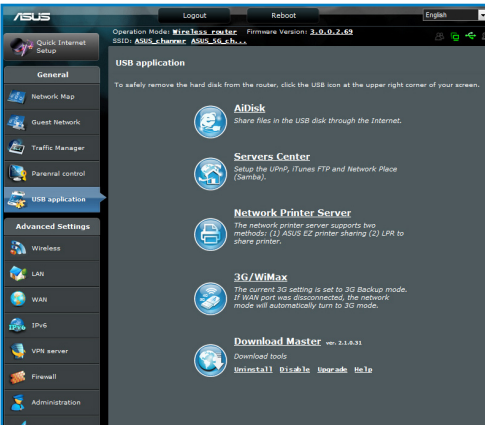 ASUS
Logout
Reboot
English
Quick Internet
Setup
Operation Mode: Wireless router Firmware Version: 3.0.0.2.69
SSID: ASUS_channer ASUS_5G_ch...
General
Network Map
Guest Network
Traffic Manager
Parenral control
USB application
Advanced Settings
Wireless
LAN
WAN
IPv6
VPN server
Firewall
Administration
USB application
To safely remove the hard disk from the router, click the USB icon at the upper right corner of your screen.
AiDisk
Share files in the USB disk through the Internet.
Servers Center
Setup the UPnP, iTunes FTP and Network Place
(Samba).
Network Printer Server
The network printer server supports two
methods: (1) ASUS EZ printer sharing (2) LPR to
share printer.
3G/WiMax
The current 3G setting is set to 3G Backup mode.
If WAN port was dissconnected, the network
mode will automatically turn to 3G mode.
Download Master ver. 2.1.0.31
Download tools
Uninstall Disable Upgrade Help